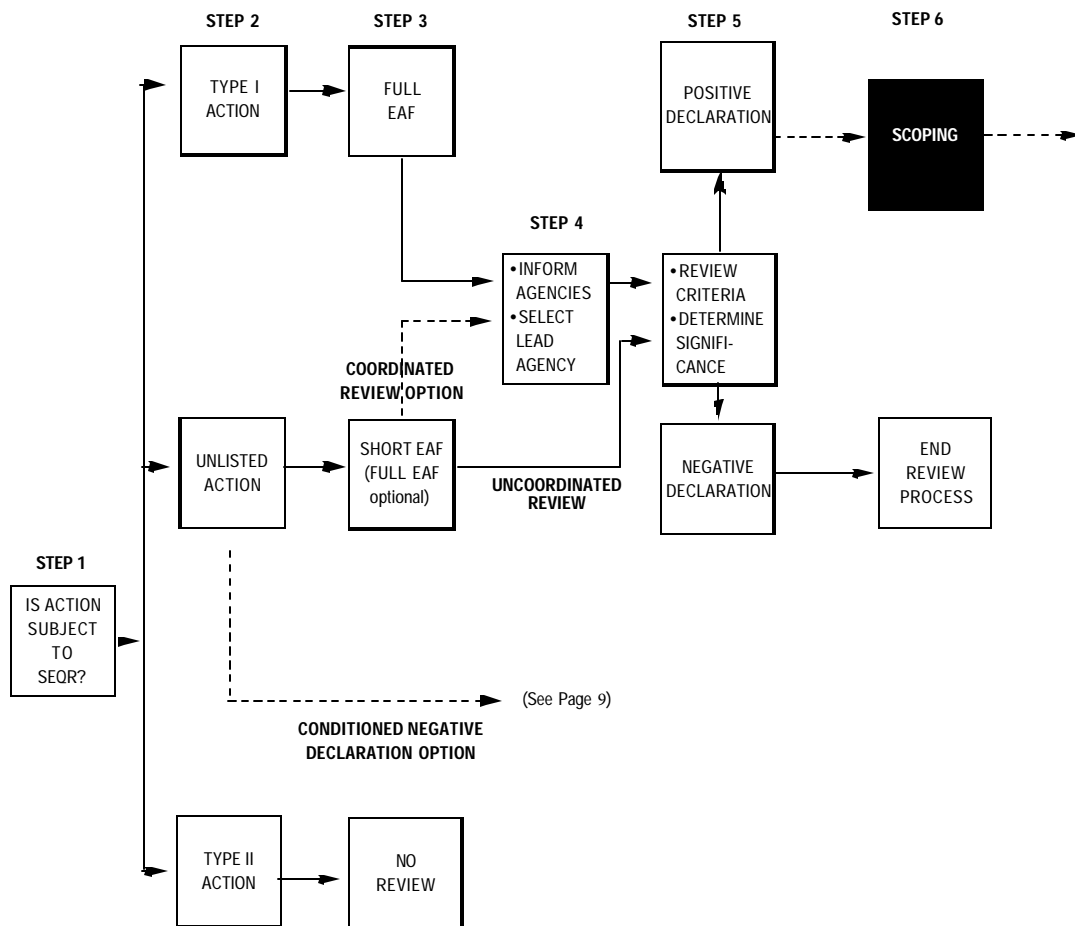 STEP 2
STEP 3
STEP 5
STEP 6
TYPE I
ACTION
FULL
EAF
POSITIVE
DECLARATION
SCOPING
STEP 4
•INFORM
AGENCIES
•SELECT
LEAD
AGENCY
•REVIEW
CRITERIA
•DETERMINE
SIGNIFI-
CANCE
COORDINATED
REVIEW OPTION
UNLISTED
ACTION
SHORT EAF
(FULL EAF
optional)
UNCOORDINATED
REVIEW
NEGATIVE
DECLARATION
END
REVIEW
PROCESS
STEP 1
IS ACTION
SUBJECT
TO
SEQR?
(See Page 9)
CONDITIONED NEGATIVE
DECLARATION OPTION
TYPE II
ACTION
NO
REVIEW